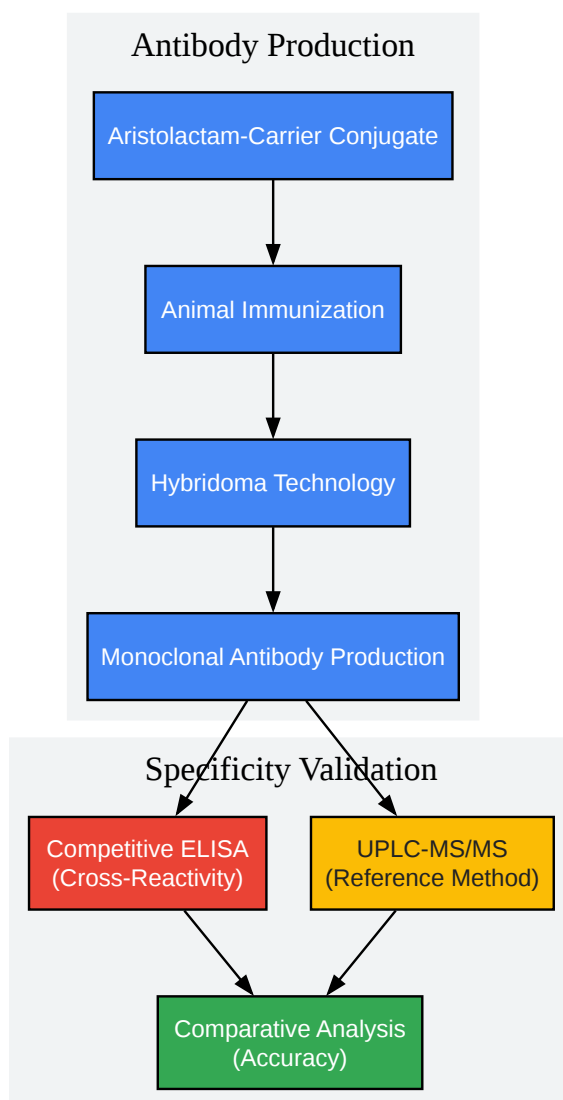 Antibody Production
Aristolactam-Carrier Conjugate
Animal Immunization
Hybridoma Technology
Monoclonal Antibody Production
Specificity Validation
Competitive ELISA
(Cross-Reactivity)
UPLC-MS/MS
(Reference Method)
Comparative Analysis
(Accuracy)